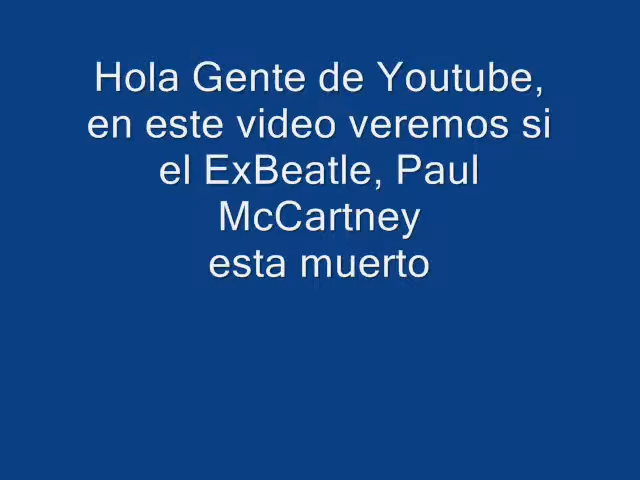 Hola Gente de Youtube,
en este video veremos si
el ExBeatle, Paul
McCartney
esta muerto